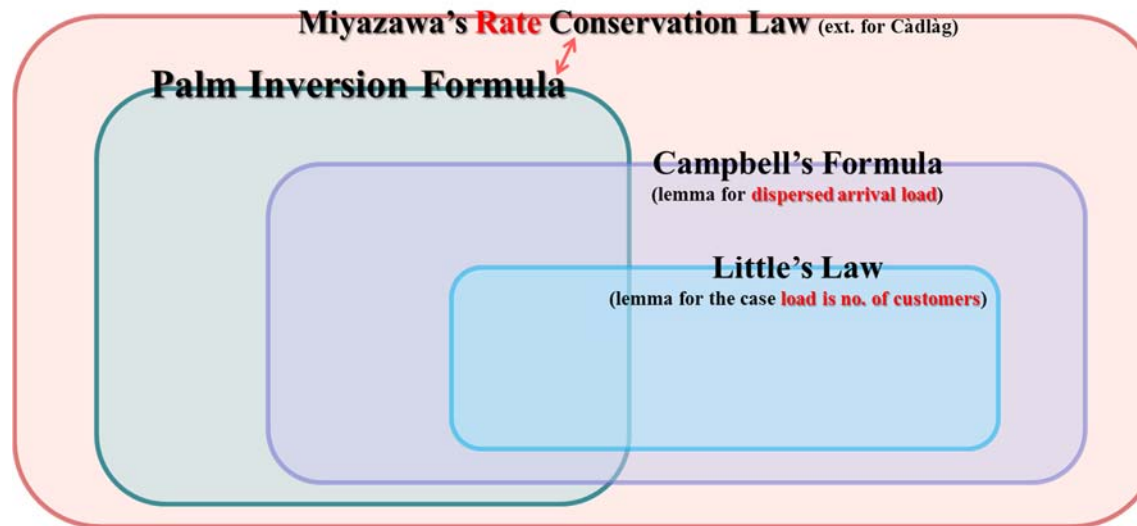 Miyazawa’s Rate Conservation Law (ext. for Càdlàg)
Palm Inversion Formula
Campbell’s Formula
(lemma for dispersed arrival load)
Little’s Law
(lemma for the case load is no. of customers)